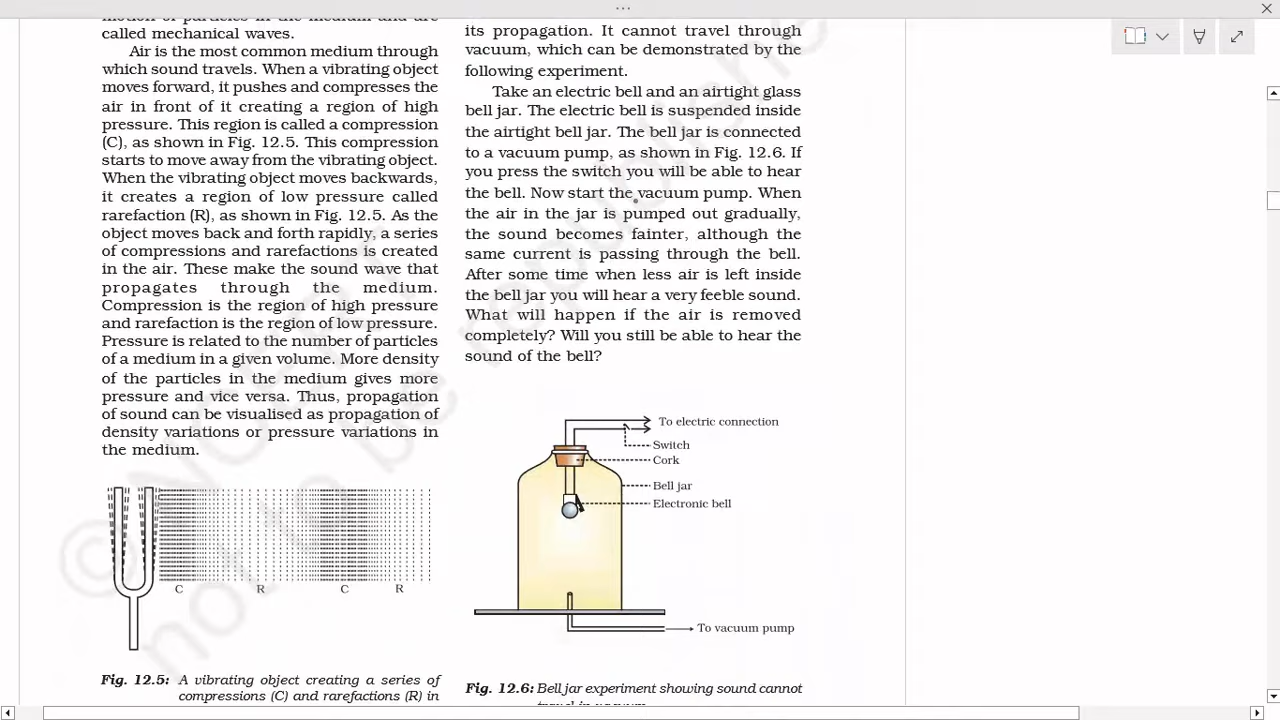 motion of particles in the medium and are
called mechanical waves.
Air is the most common medium through
which sound travels. When a vibrating object
moves forward, it pushes and compresses the
air in front of it creating a region of high
pressure. This region is called a compression
(C), as shown in Fig. 12.5. This compression
starts to move away from the vibrating object.
When the vibrating object moves backwards,
it creates a region of low pressure called
rarefaction (R), as shown in Fig. 12.5. As the
object moves back and forth rapidly, a series
of compressions and rarefactions is created
in the air. These make the sound wave that
propagates through the medium.
Compression is the region of high pressure
and rarefaction is the region of low pressure.
Pressure is related to the number of particles
of a medium in a given volume. More density
of the particles in the medium gives more
pressure and vice versa. Thus, propagation
of sound can be visualised as propagation of
density variations or pressure variations in
the medium.
C R C R
Fig. 12.5: A vibrating object creating a series of
compressions (C) and rarefactions (R) in
its propagation. It cannot travel through
vacuum, which can be demonstrated by the
following experiment.
Take an electric bell and an airtight glass
bell jar. The electric bell is suspended inside
the airtight bell jar. The bell jar is connected
to a vacuum pump, as shown in Fig. 12.6. If
you press the switch you will be able to hear
the bell. Now start the vacuum pump. When
the air in the jar is pumped out gradually,
the sound becomes fainter, although the
same current is passing through the bell.
After some time when less air is left inside
the bell jar you will hear a very feeble sound.
What will happen if the air is removed
completely? Will you still be able to hear the
sound of the bell?
To electric connection
Switch
Cork
Bell jar
Electronic bell
To vacuum pump
Fig. 12.6: Bell jar experiment showing sound cannot
travel in vacuum.
not to be republished